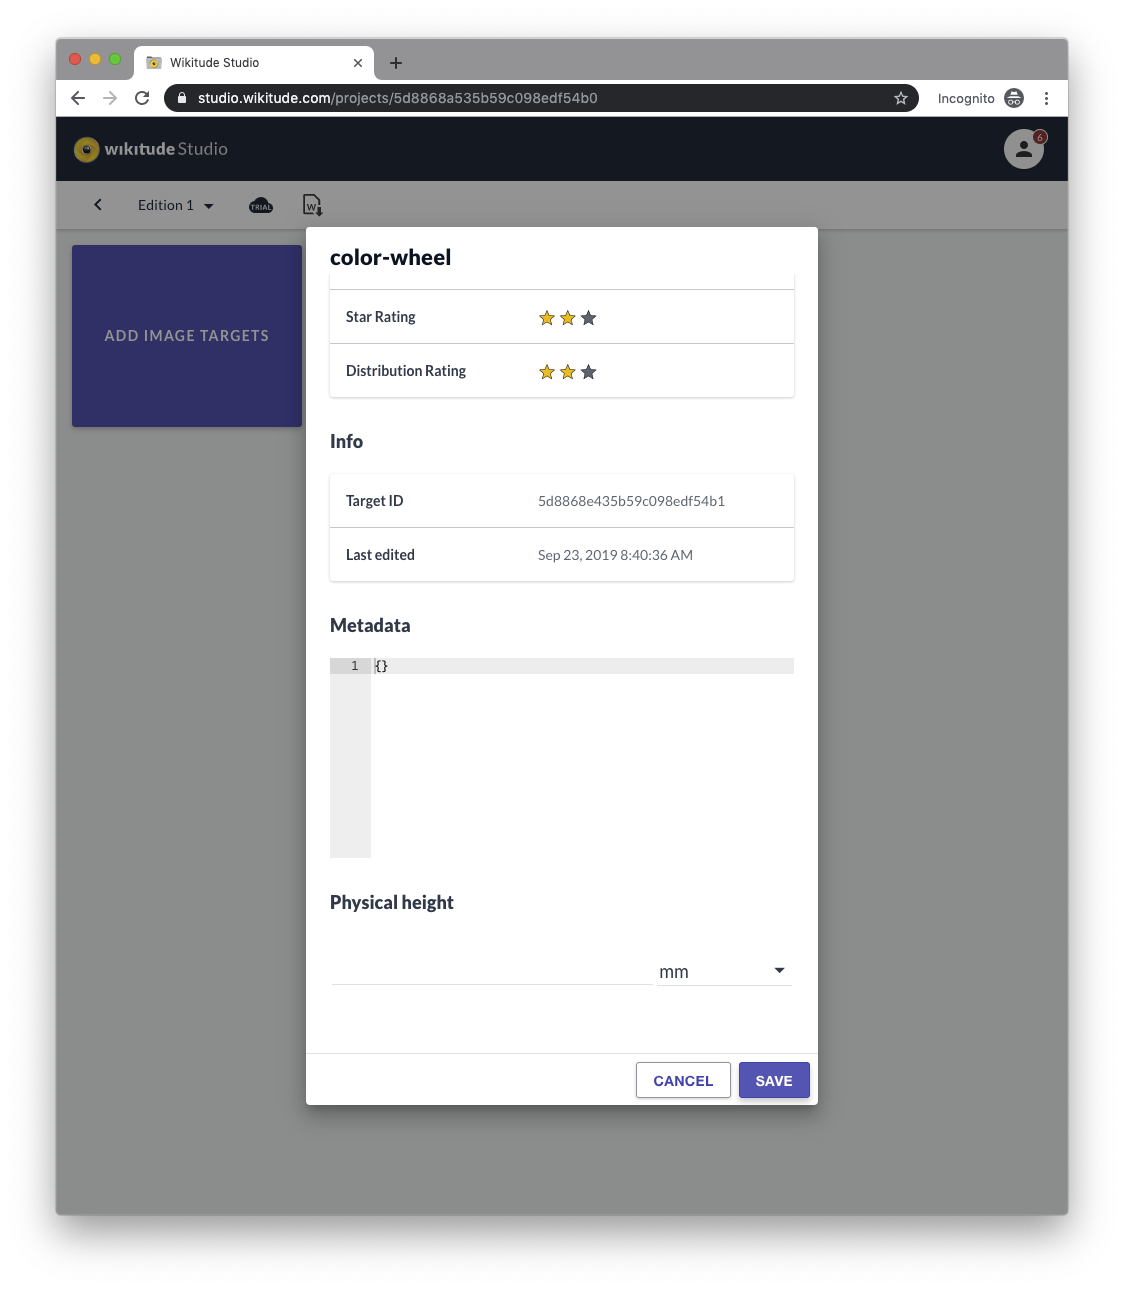 Wikitude Studio
studio.wikitude.com/projects/5d8868a535b59c098edf54b0
Incognito
wikitude Studio
6
Edition 1
TRIAL
W
ADD IMAGE TARGETS
color-wheel
Star Rating
Distribution Rating
Info
Target ID 5d8868e435b59c098edf54b1
Last edited Sep 23, 2019 8:40:36 AM
Metadata
1 {}
Physical height
mm
CANCEL SAVE